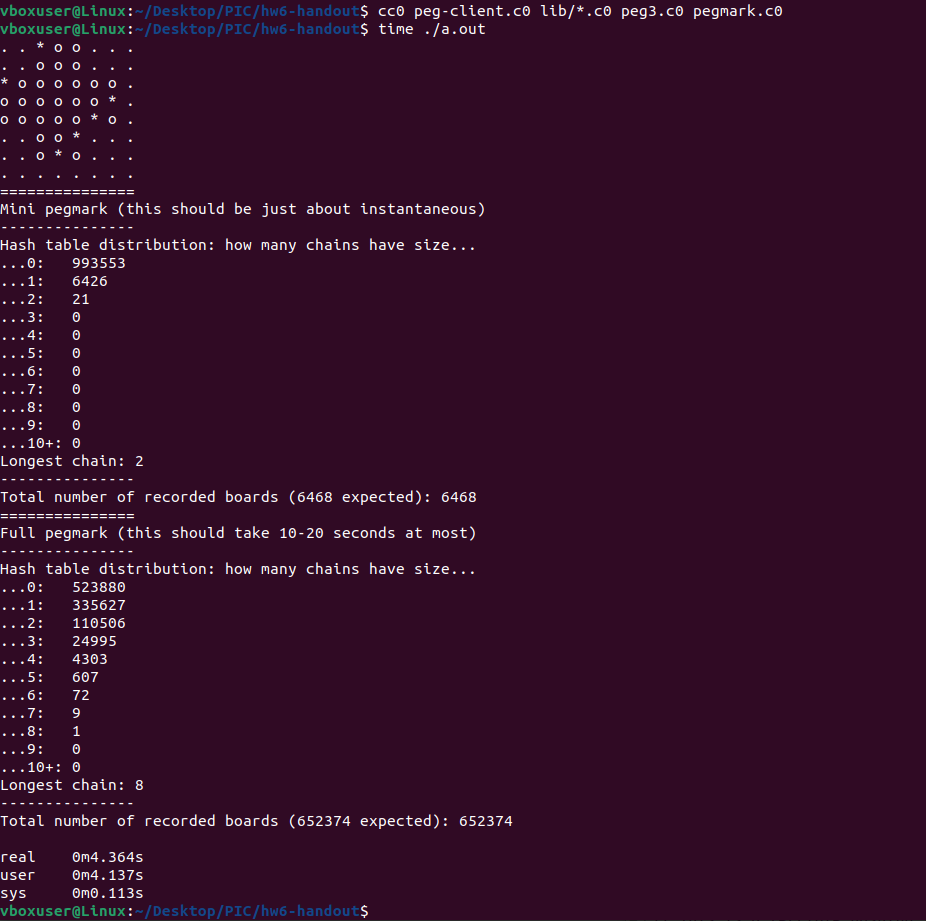 vboxuser@Linux:~/Desktop/PIC/hw6-handout$ cc0 peg-client.c0 lib/*.c0 peg3.c0 pegmark.c0
vboxuser@Linux:~/Desktop/PIC/hw6-handout$ time ./a.out
. . * o o . . .
. . o o o . . .
* o o o o o o .
o o o o o o * .
o o o o o * o .
. . o o * . . .
. . o * o . . .
. . . . . . . .
===============
Mini pegmark (this should be just about instantaneous)
---------------
Hash table distribution: how many chains have size...
...0:   993553
...1:   6426
...2:   21
...3:   0
...4:   0
...5:   0
...6:   0
...7:   0
...8:   0
...9:   0
...10+: 0
Longest chain: 2
---------------
Total number of recorded boards (6468 expected): 6468
===============
Full pegmark (this should take 10-20 seconds at most)
---------------
Hash table distribution: how many chains have size...
...0:   523880
...1:   335627
...2:   110506
...3:   24995
...4:   4303
...5:   607
...6:   72
...7:   9
...8:   1
...9:   0
...10+: 0
Longest chain: 8
---------------
Total number of recorded boards (652374 expected): 652374

real    0m4.364s
user    0m4.137s
sys     0m0.113s
vboxuser@Linux:~/Desktop/PIC/hw6-handout$